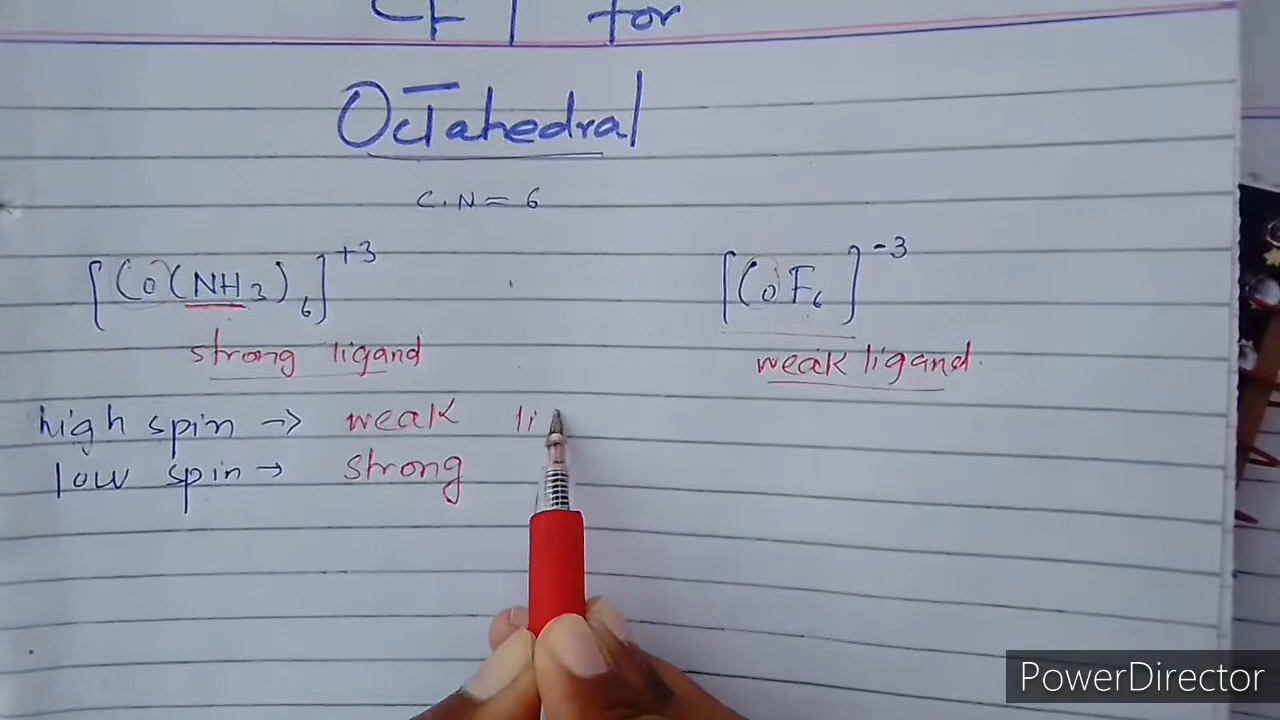 CFT for
Octahedral
C.N = 6
[Co(NH3)6]+3
[CoF6]-3
strong ligand
weak ligand.
high spin → weak li
low spin → strong
PowerDirector